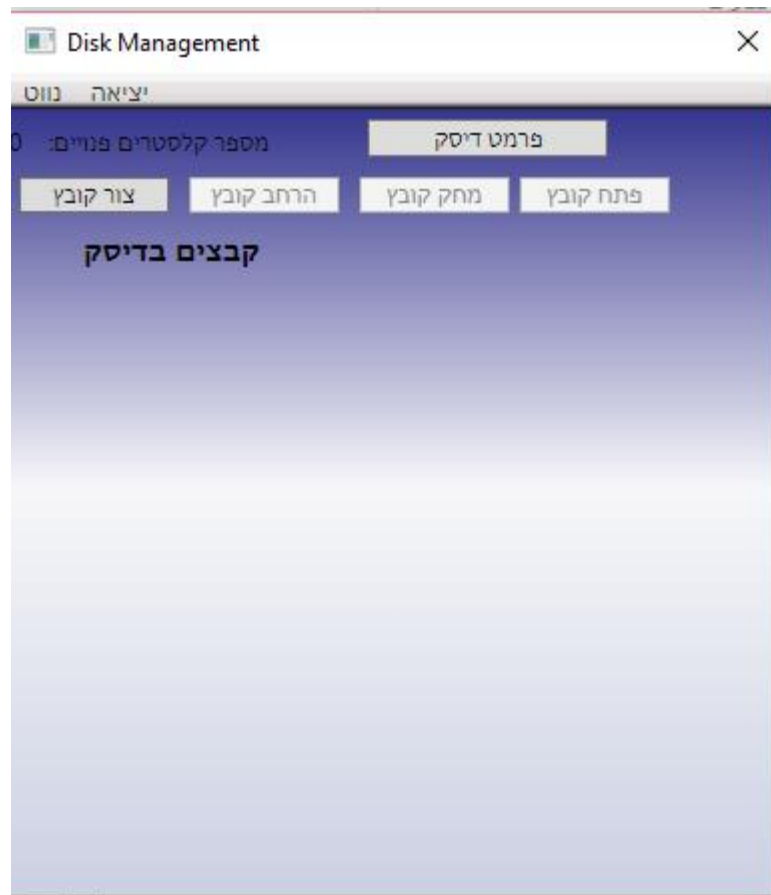 Disk Management
נווט יציאה
מספר קלסטרים פנויים: 0 פרמט דיסק
צור קובץ הרחב קובץ מחק קובץ פתח קובץ
קבצים בדיסק